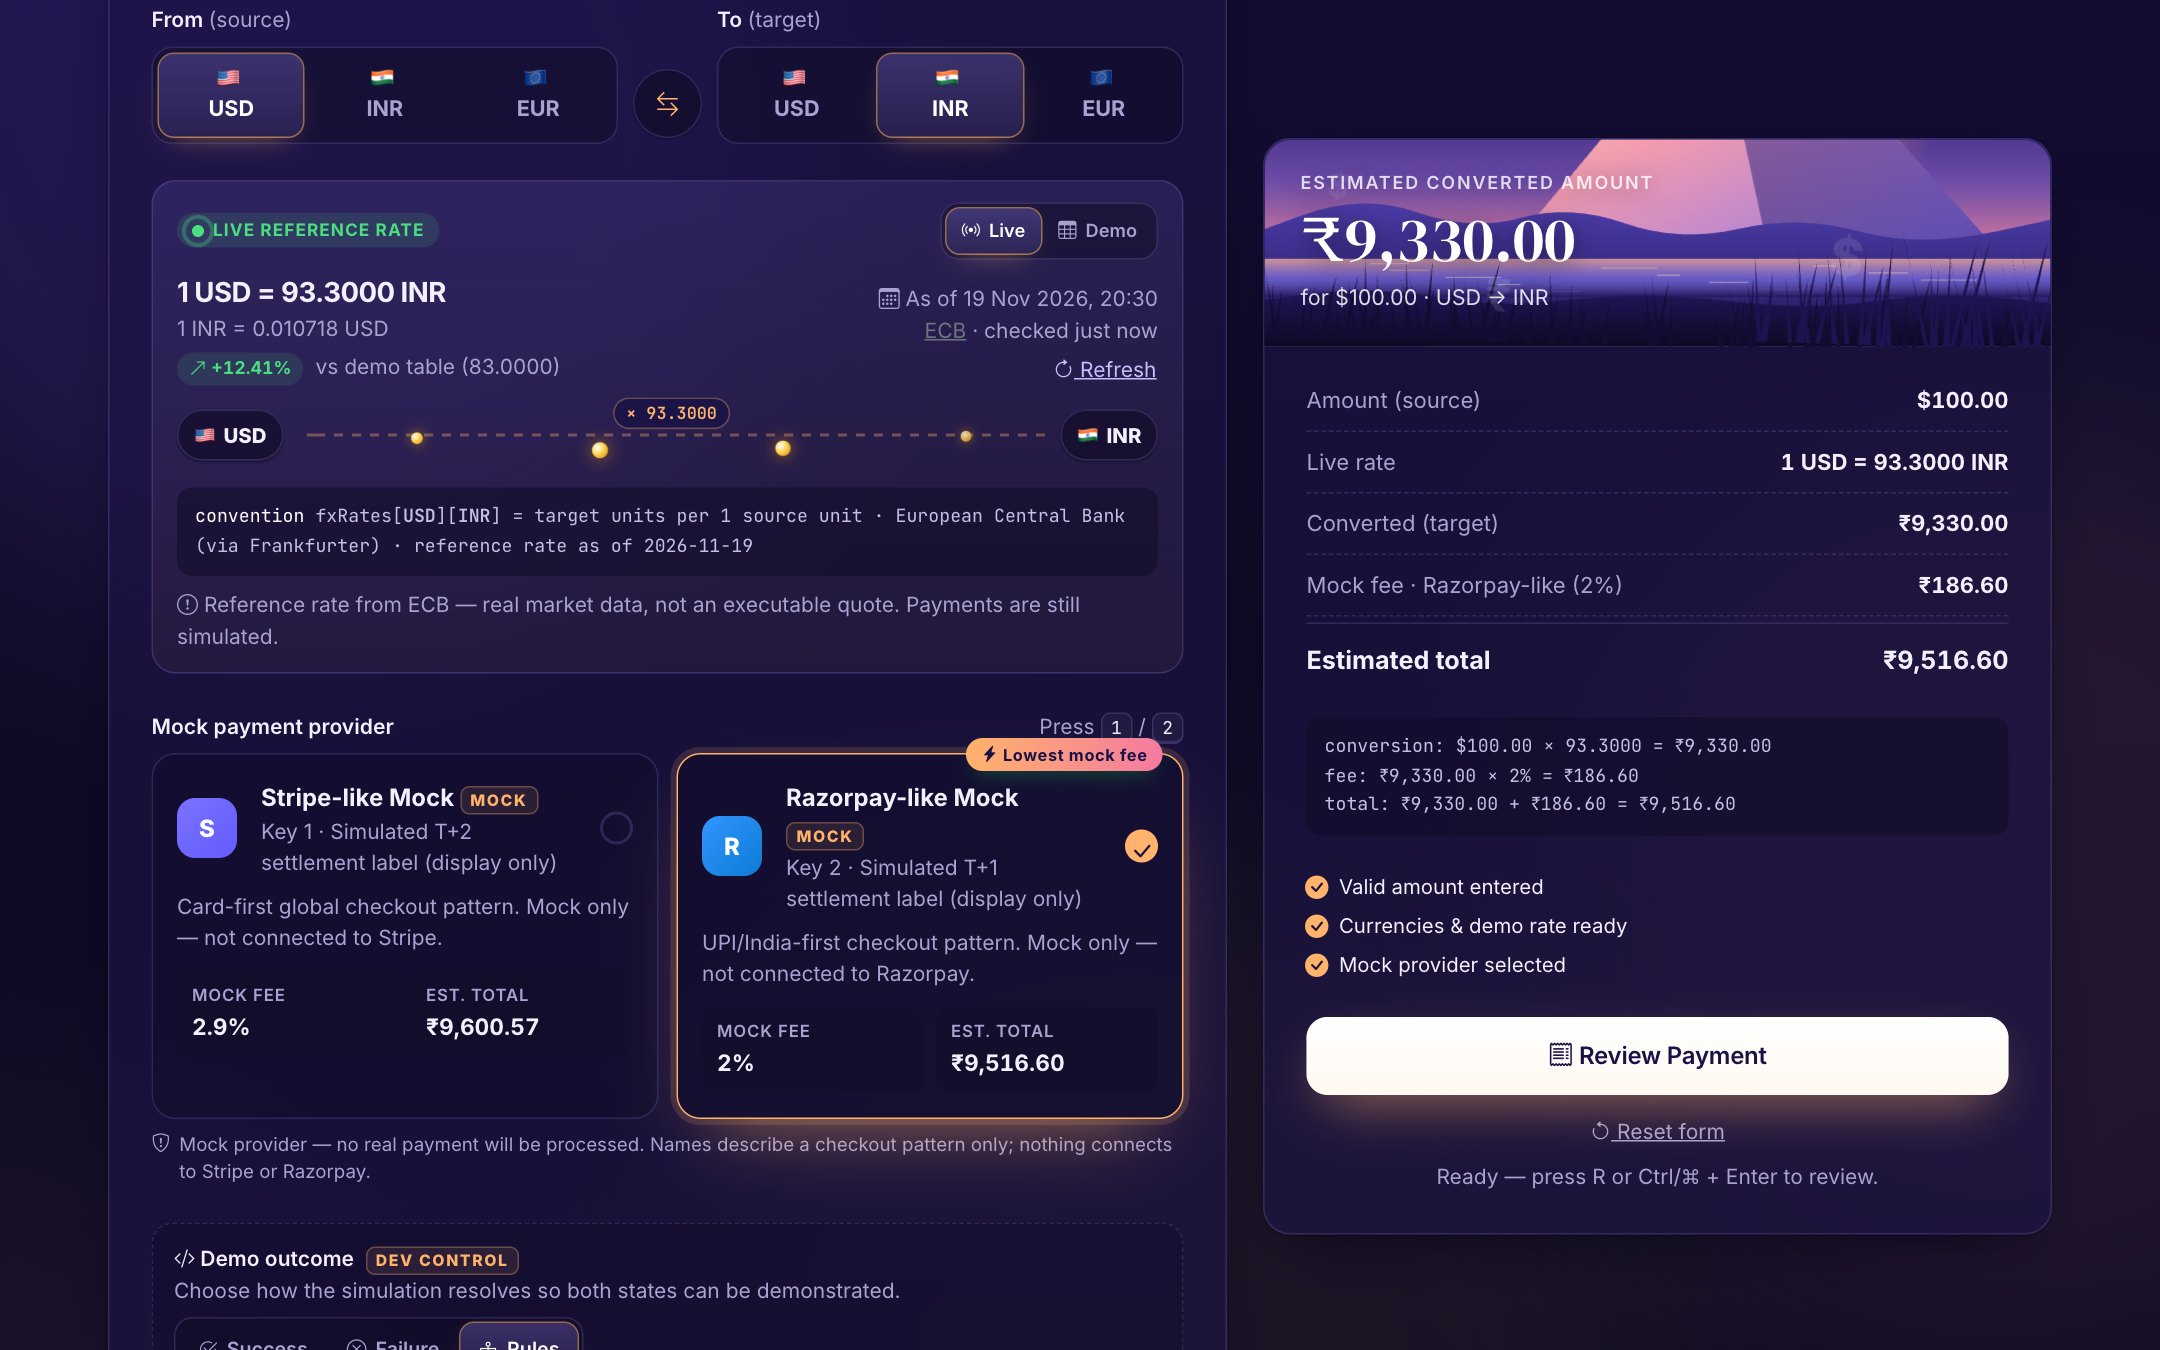 From (source)
USD
INR
EUR
To (target)
USD
INR
EUR
LIVE REFERENCE RATE
Live
Demo
1 USD = 93.3000 INR
1 INR = 0.010718 USD
+12.41% vs demo table (83.0000)
As of 19 Nov 2026, 20:30
ECB · checked just now
Refresh
USD
× 93.3000
INR
convention fxRates[USD][INR] = target units per 1 source unit · European Central Bank
(via Frankfurter) · reference rate as of 2026-11-19
Reference rate from ECB — real market data, not an executable quote. Payments are still
simulated.
Mock payment provider
Press 1 / 2
S
Stripe-like Mock MOCK
Key 1 · Simulated T+2
settlement label (display only)
Card-first global checkout pattern. Mock only
— not connected to Stripe.
MOCK FEE
2.9%
EST. TOTAL
₹9,600.57
Lowest mock fee
R
Razorpay-like Mock
MOCK
Key 2 · Simulated T+1
settlement label (display only)
UPI/India-first checkout pattern. Mock only —
not connected to Razorpay.
MOCK FEE
2%
EST. TOTAL
₹9,516.60
Mock provider — no real payment will be processed. Names describe a checkout pattern only; nothing connects
to Stripe or Razorpay.
Demo outcome DEV CONTROL
Choose how the simulation resolves so both states can be demonstrated.
Success
Failure
Rules
ESTIMATED CONVERTED AMOUNT
₹9,330.00
for $100.00 · USD → INR
$
Amount (source) $100.00
Live rate 1 USD = 93.3000 INR
Converted (target) ₹9,330.00
Mock fee · Razorpay-like (2%) ₹186.60
Estimated total ₹9,516.60
conversion: $100.00 × 93.3000 = ₹9,330.00
fee: ₹9,330.00 × 2% = ₹186.60
total: ₹9,330.00 + ₹186.60 = ₹9,516.60
Valid amount entered
Currencies & demo rate ready
Mock provider selected
Review Payment
Reset form
Ready — press R or Ctrl/⌘ + Enter to review.